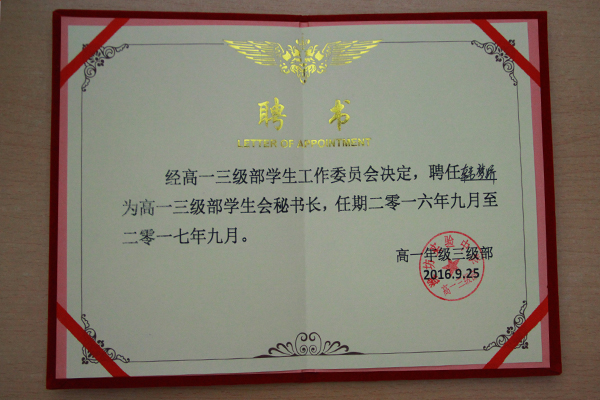 聘 书
LETTER OF APPOINTMENT
经高一三级部学生工作委员会决定，聘任
为高一三级部学生会秘书长，任期二零一六年九月至
二零一七年九月。
高一年级三级部
2016.9.25